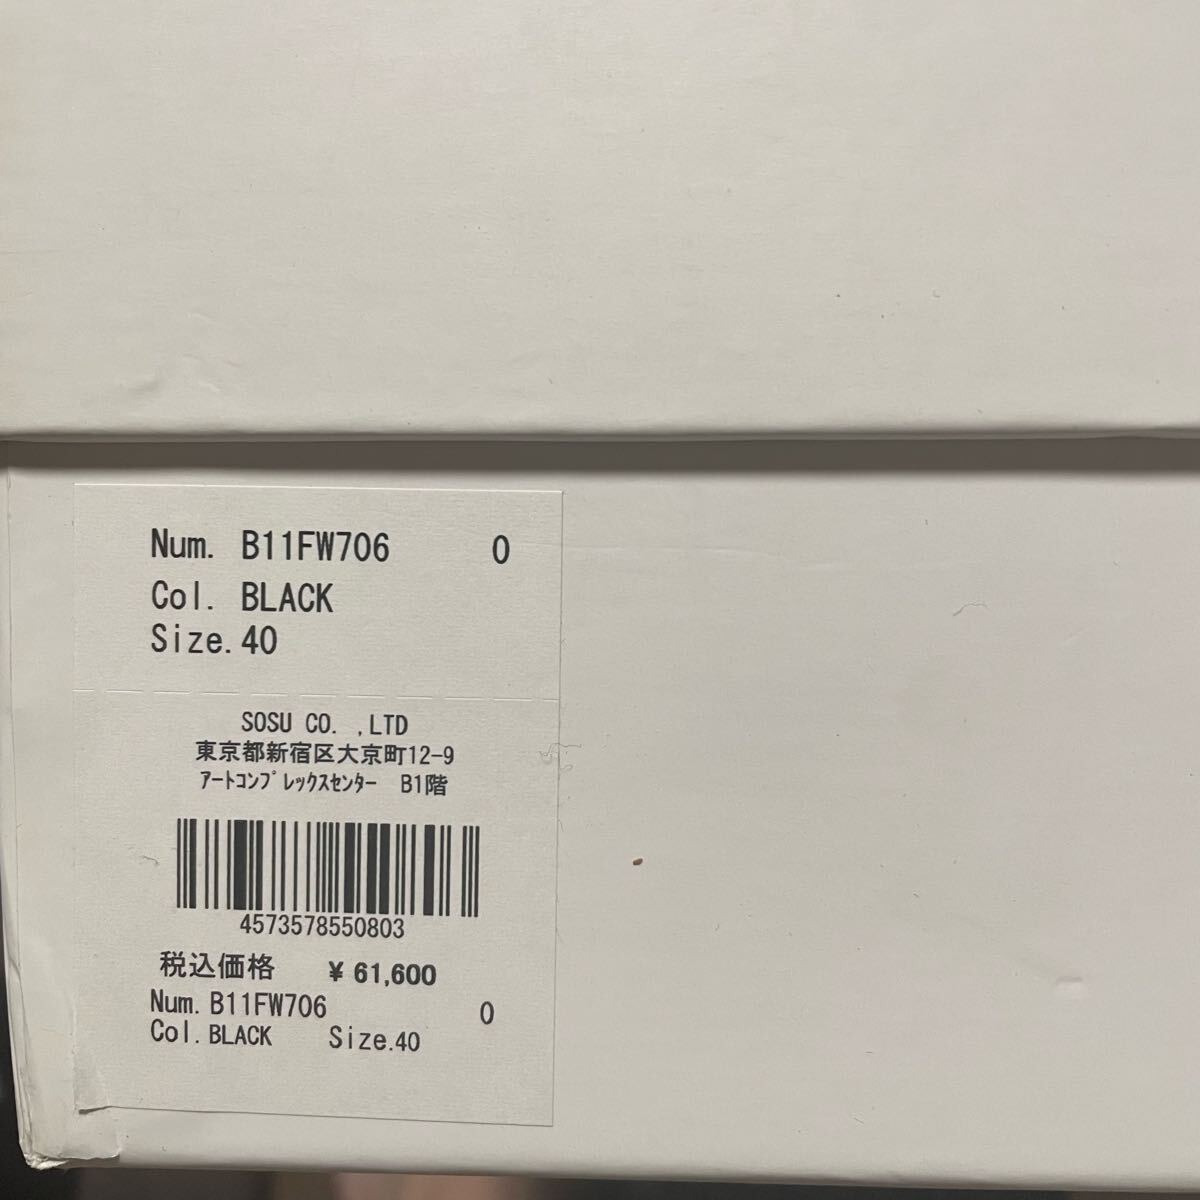 Num. B11FW706 0
Col. BLACK
Size.40
SOSU CO. ,LTD
東京都新宿区大京町12-9
ｱｰﾄｺﾝﾌﾟﾚｯｸｽｾﾝﾀｰ B1階
4573578550803
税込価格 ¥ 61,600
Num. B11FW706 0
Col. BLACK Size.40